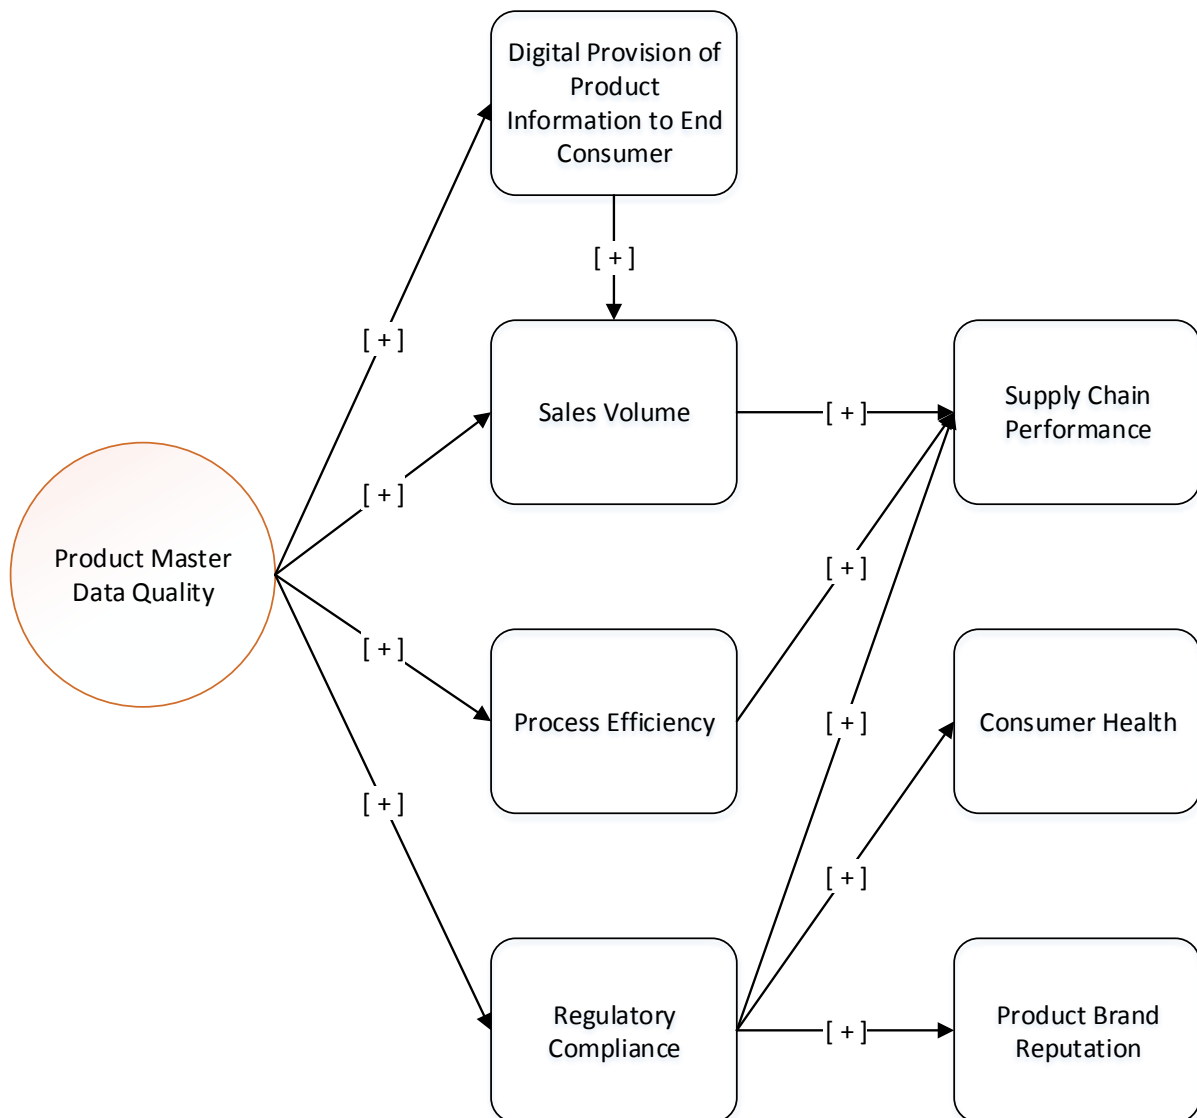 Digital Provision of
Product
Information to End
Consumer
[ + ]
[ + ]
Sales Volume
[ + ]
Supply Chain
Performance
[ + ]
Product Master
Data Quality
[ + ]
[ + ]
Process Efficiency
[ + ]
Consumer Health
[ + ]
[ + ]
Regulatory
Compliance
[ + ]
Product Brand
Reputation